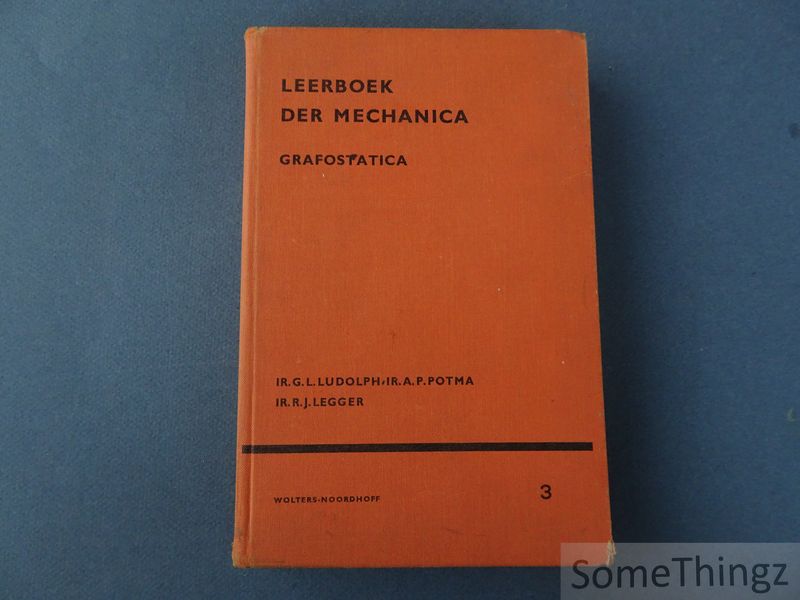 LEERBOEK
DER MECHANICA
GRAFOSTATICA
IR.G.L.LUDOLPH-IR.A.P.POTMA
IR.R.J.LEGGER
WOLTERS-NOORDHOFF
3
SomeThingz